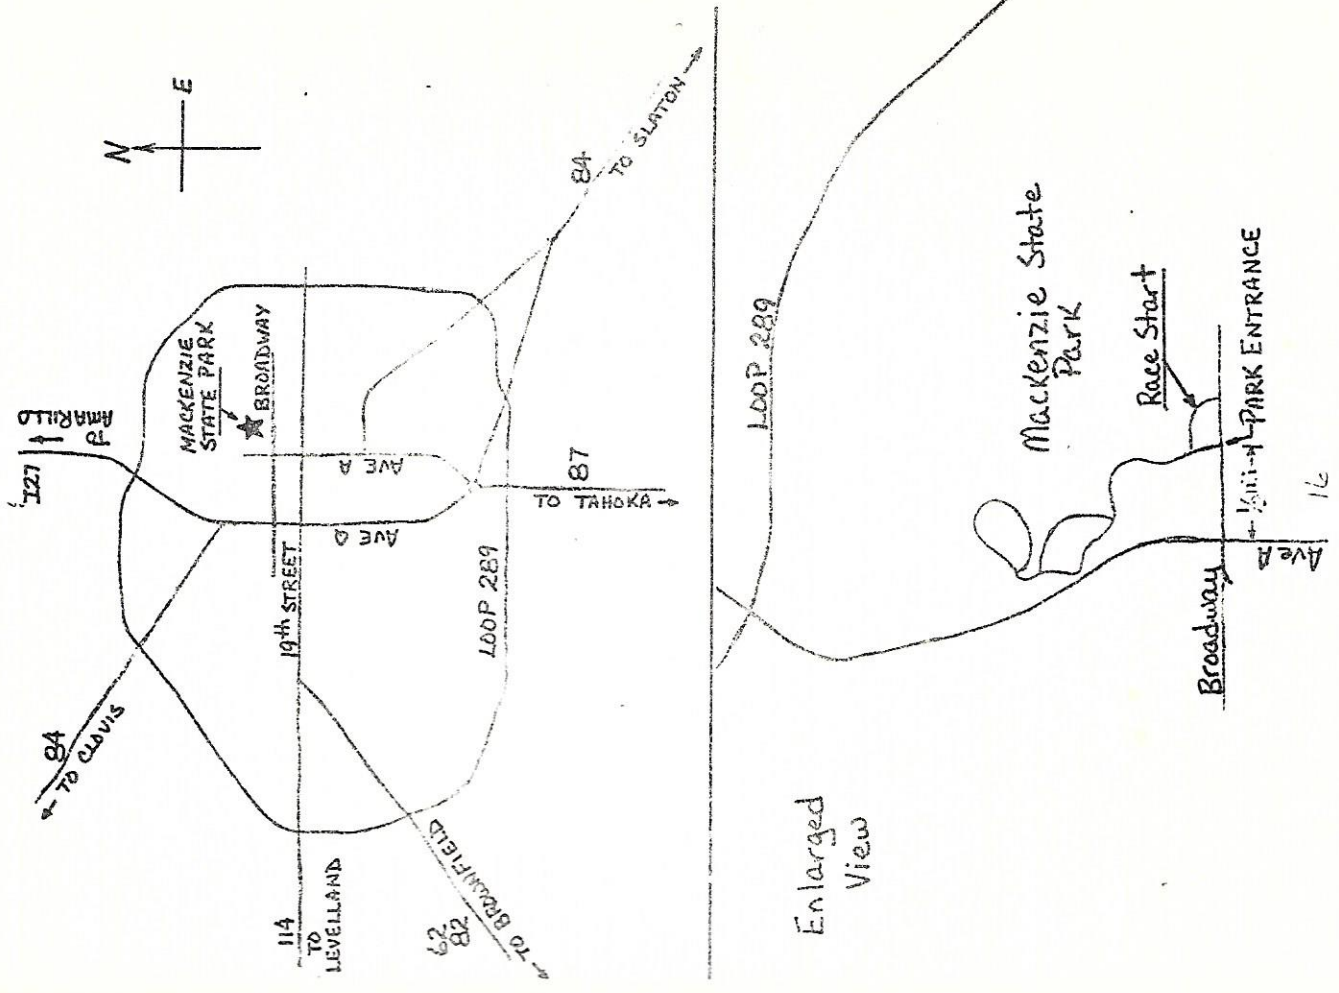 N
E
I27
TO
AMARILLO
84
TO CLOVIS
MACKENZIE
STATE PARK
BROADWAY
AVE A
AVE Q
19th STREET
LOOP 289
84
TO SLATON
87
TO TAHOKA
114
TO
LEVELLAND
62
82
TO BROWNFIELD
Enlarged
View
LOOP 289
Mackenzie State
Park
Race Start
PARK ENTRANCE
Broadway
Ave A
16